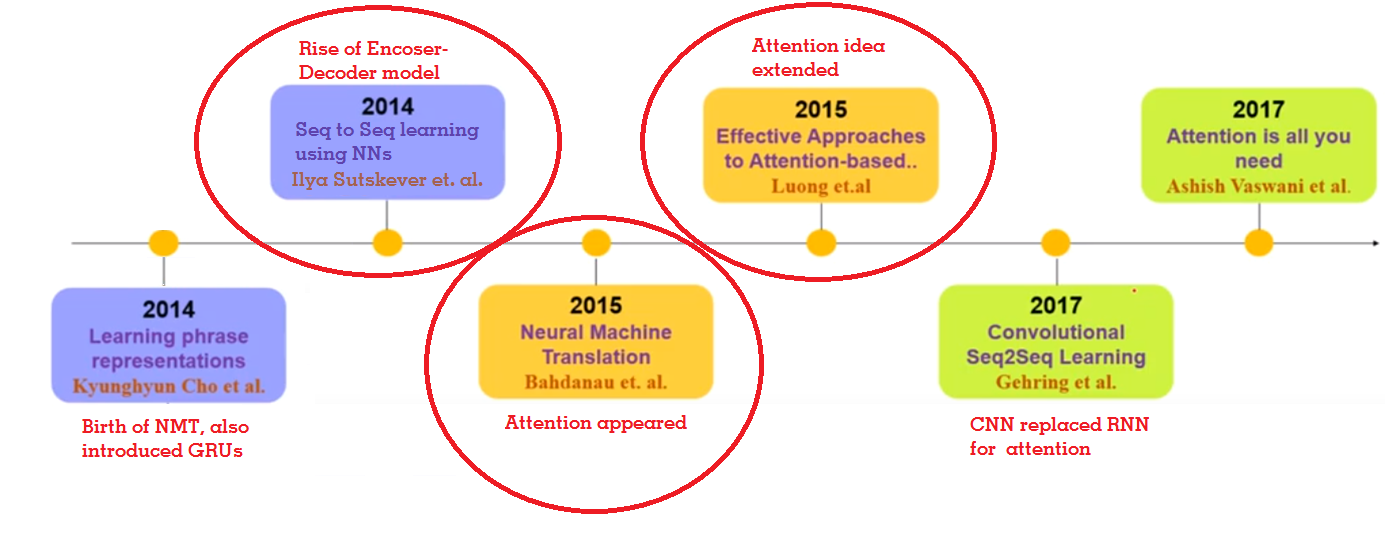 Rise of Encoser-
Decoder model
2014
Seq to Seq learning
using NNs
Ilya Sutskever et. al.
Attention idea
extended
2015
Effective Approaches
to Attention-based..
Luong et.al
2017
Attention is all you
need
Ashish Vaswani et al.
2014
Learning phrase
representations
Kyunghyun Cho et al.
Birth of NMT, also
introduced GRUs
2015
Neural Machine
Translation
Bahdanau et. al.
Attention appeared
2017
Convolutional
Seq2Seq Learning
Gehring et al.
CNN replaced RNN
for attention